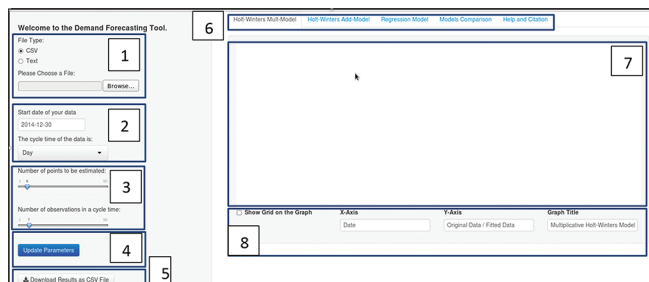 Welcome to the Demand Forecasting Tool.
File Type:
CSV
Text
Please Choose a File:
Browse...
1
Start date of your data
2014-12-30
The cycle time of the data is:
Day
2
Number of points to be estimated:
Number of observations in a cycle time:
3
Update Parameters
4
Download Results as CSV File
5
6
Holt-Winters Mult-Model Holt-Winters Add-Model Regression Model Models Comparison Help and Citation
7
Show Grid on the Graph X-Axis Y-Axis Graph Title
Date Original Data / Fitted Data Multiplicative Holt-Winters Model
8